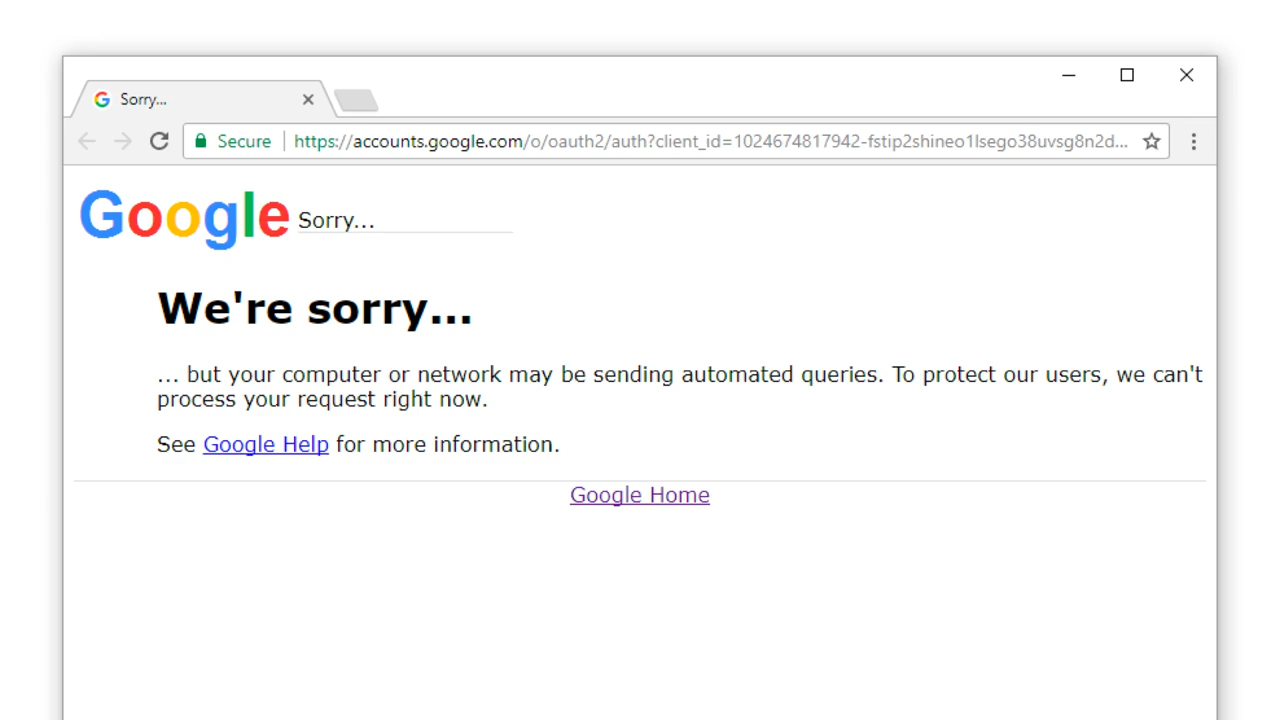 Sorry...
Secure https://accounts.google.com/o/oauth2/auth?client_id=1024674817942-fstip2shineo1lsego38uvsg8n2d...
Google Sorry...
We're sorry...
... but your computer or network may be sending automated queries. To protect our users, we can't
process your request right now.
See Google Help for more information.
Google Home